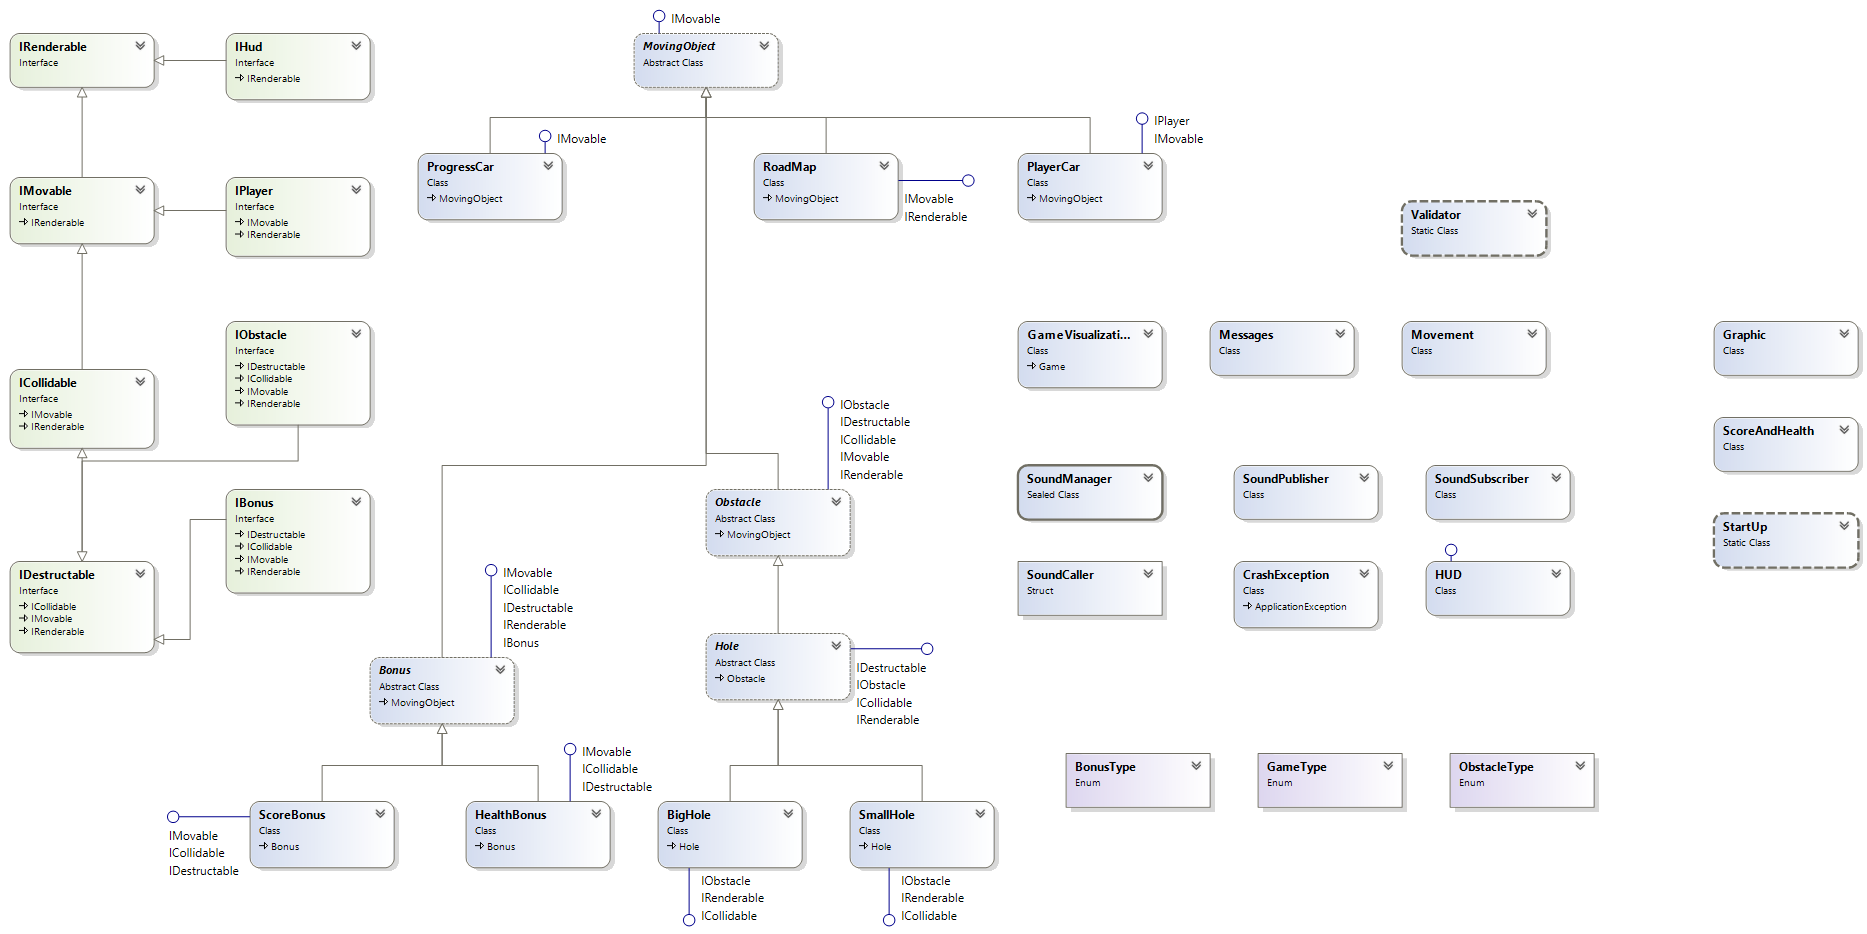 IRenderable
Interface
IHud
Interface
IRenderable
IMovable
MovingObject
Abstract Class
IMovable
ProgressCar
Class
MovingObject
RoadMap
Class
MovingObject
IMovable
IRenderable
IPlayer
IMovable
PlayerCar
Class
MovingObject
IMovable
Interface
IRenderable
IPlayer
Interface
IMovable
IRenderable
Validator
Static Class
IObstacle
Interface
IDestructable
ICollidable
IMovable
IRenderable
ICollidable
Interface
IMovable
IRenderable
GameVisualizati...
Class
Game
Messages
Class
Movement
Class
Graphic
Class
ScoreAndHealth
Class
IObstacle
IDestructable
ICollidable
IMovable
IRenderable
Obstacle
Abstract Class
MovingObject
SoundManager
Sealed Class
SoundPublisher
Class
SoundSubscriber
Class
StartUp
Static Class
IBonus
Interface
IDestructable
ICollidable
IMovable
IRenderable
IDestructable
Interface
ICollidable
IMovable
IRenderable
SoundCaller
Struct
CrashException
Class
ApplicationException
HUD
Class
IMovable
ICollidable
IDestructable
IRenderable
IBonus
Bonus
Abstract Class
MovingObject
Hole
Abstract Class
Obstacle
IDestructable
IObstacle
ICollidable
IRenderable
IMovable
ICollidable
IDestructable
BonusType
Enum
GameType
Enum
ObstacleType
Enum
IMovable
ICollidable
IDestructable
ScoreBonus
Class
Bonus
HealthBonus
Class
Bonus
BigHole
Class
Hole
SmallHole
Class
Hole
IObstacle
IRenderable
ICollidable
IObstacle
IRenderable
ICollidable